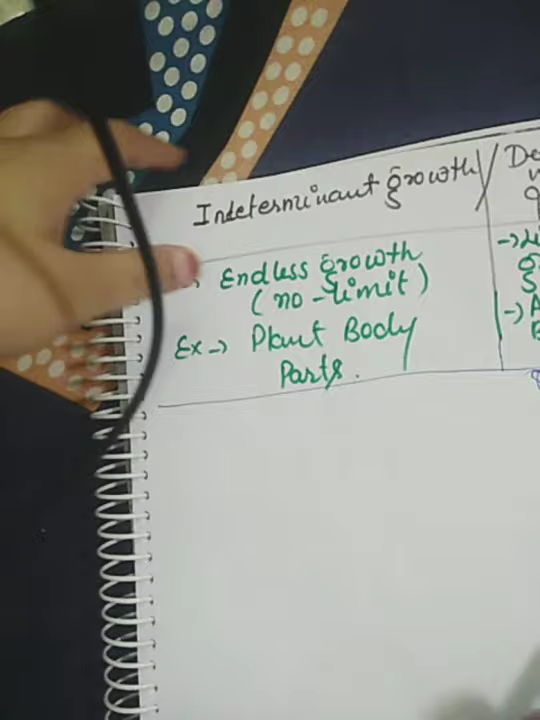 Indeterminant growth
Endless growth
(no-limit)
Ex → Plant Body
Parts.